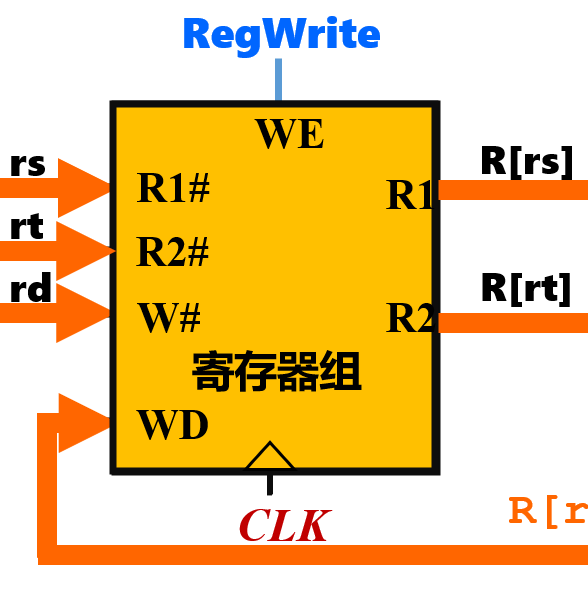 RegWrite
WE
rs
R1#
R1
R[rs]
rt
R2#
rd
W#
R2
R[rt]
寄存器组
WD
CLK
R[r